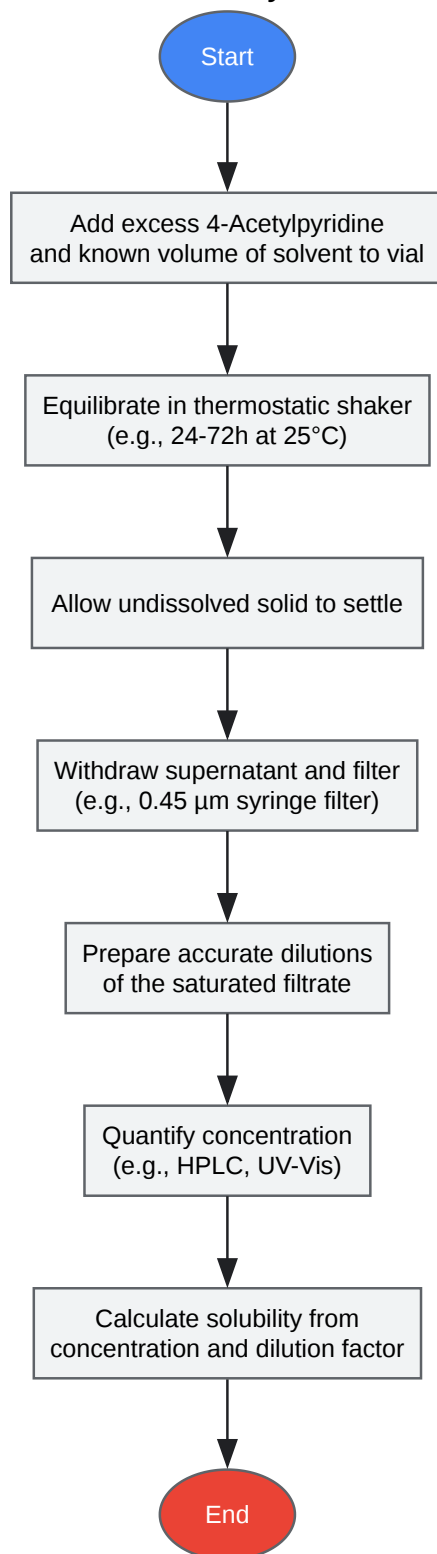 Start
Add excess 4-Acetylpyridine
and known volume of solvent to vial
Equilibrate in thermostatic shaker
(e.g., 24-72h at 25°C)
Allow undissolved solid to settle
Withdraw supernatant and filter
(e.g., 0.45 µm syringe filter)
Prepare accurate dilutions
of the saturated filtrate
Quantify concentration
(e.g., HPLC, UV-Vis)
Calculate solubility from
concentration and dilution factor
End